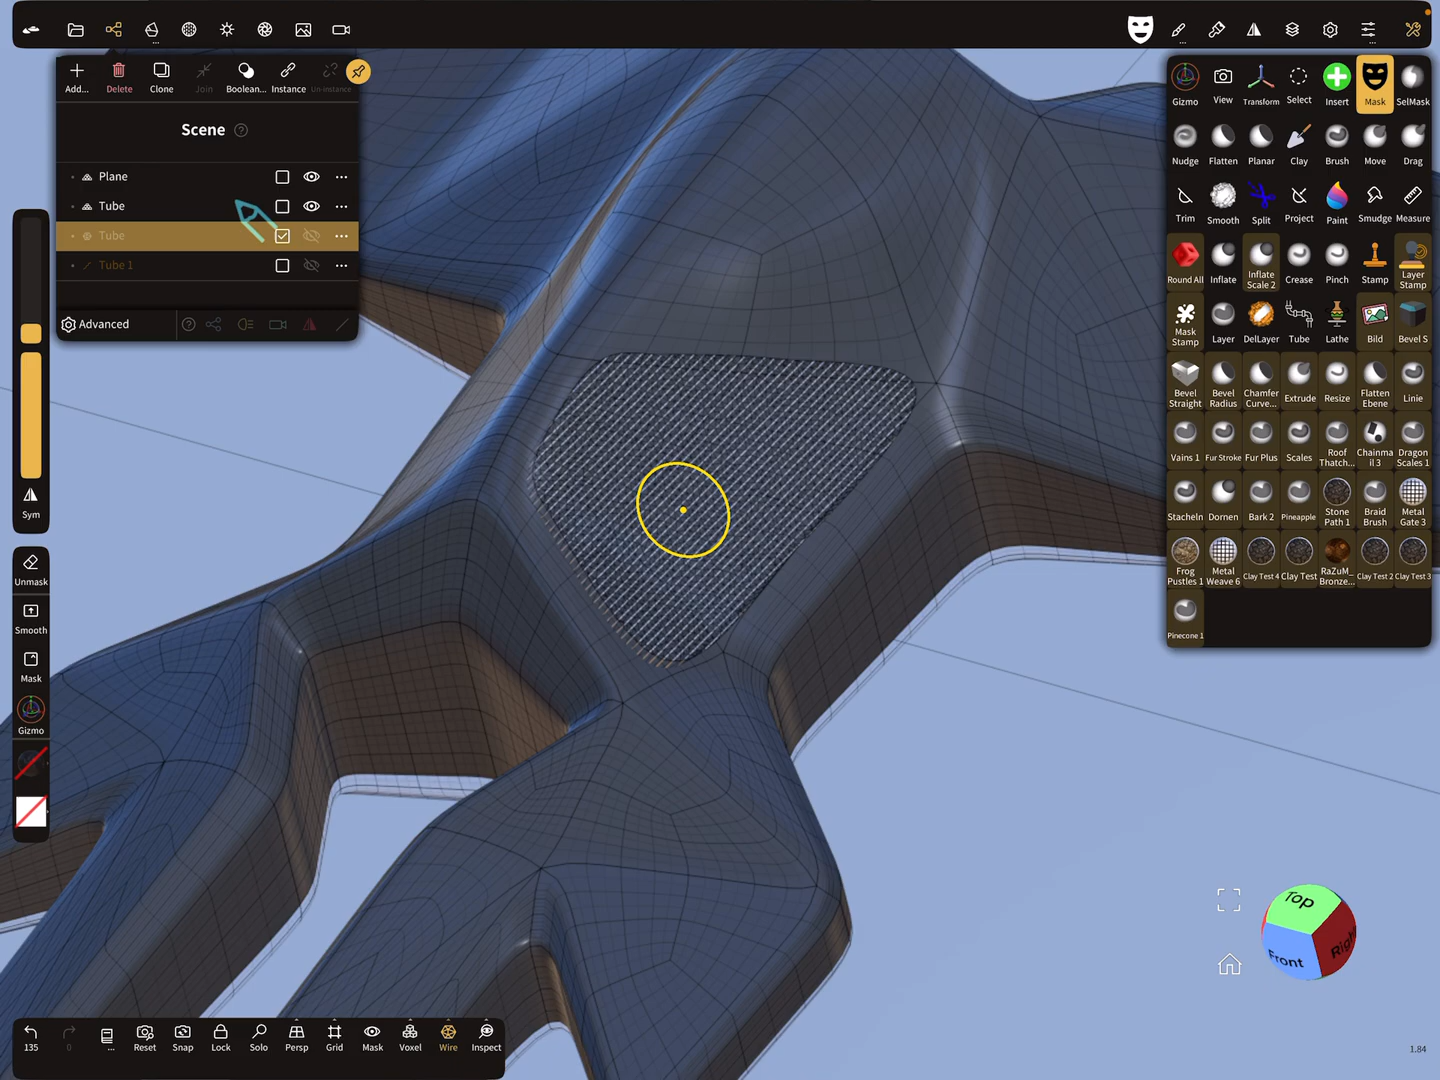 Add...
Delete
Clone
Join
Boolean...
Instance
Un-instance
Scene
Plane
Tube
Tube
Tube 1
Advanced
Sym
Unmask
Smooth
Mask
Gizmo
Gizmo
View
Transform
Select
Insert
Mask
SelMask
Nudge
Flatten
Planar
Clay
Brush
Move
Drag
Trim
Smooth
Split
Project
Paint
Smudge
Measure
Round All
Inflate
Inflate
Scale 2
Crease
Pinch
Stamp
Layer
Stamp
Mask
Stamp
Layer
DelLayer
Tube
Lathe
Bild
Bevel S
Bevel
Straight
Bevel
Radius
Chamfer
Curve...
Extrude
Resize
Flatten
Ebene
Linie
Vains 1
Fur Stroke
Fur Plus
Scales
Roof
Thatch...
Chainma
il 3
Dragon
Scales 1
Stacheln
Dornen
Bark 2
Pineapple
Stone
Path 1
Braid
Brush
Metal
Gate 3
Frog
Pustles 1
Metal
Weave 6
Clay Test 4
Clay Test
RaZuM_
Bronze...
Clay Test 2
Clay Test 3
Pinecone 1
Top
Front
Right
135
0
Reset
Snap
Lock
Solo
Persp
Grid
Mask
Voxel
Wire
Inspect
1.84